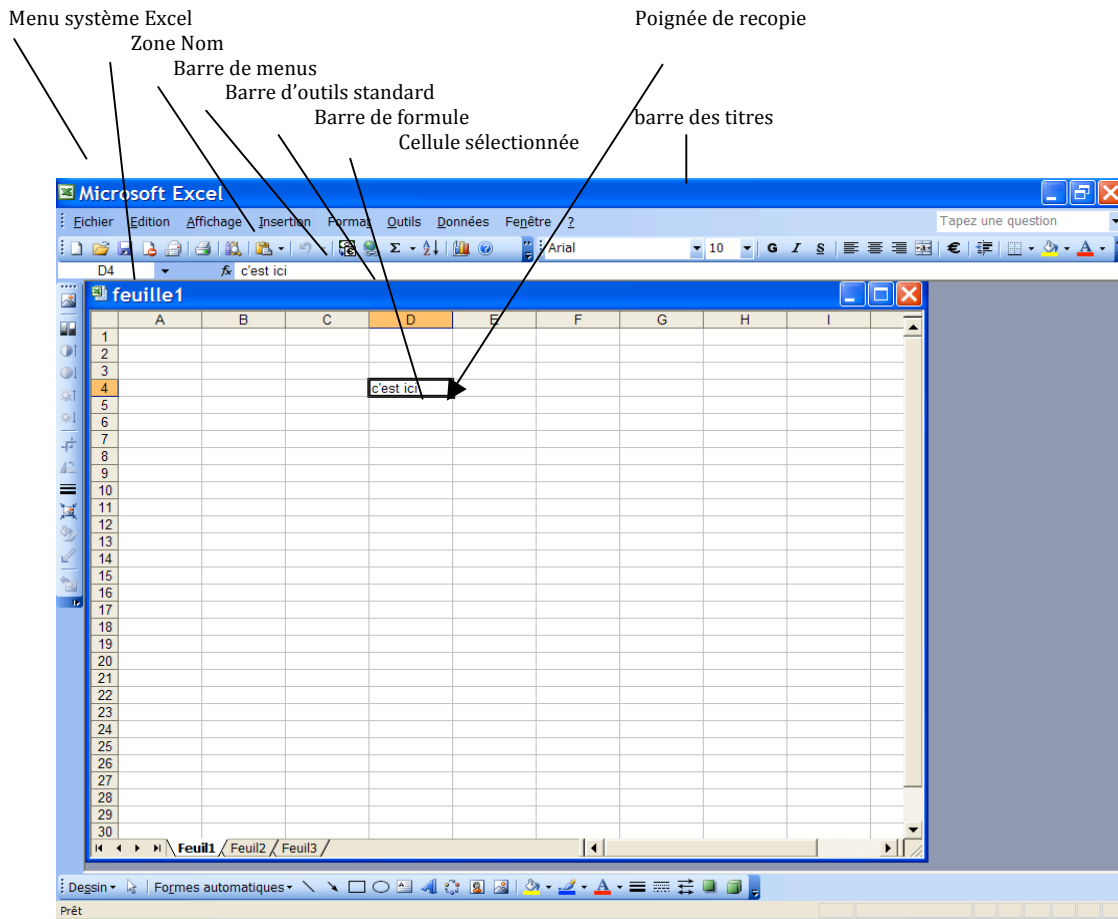 Menu système Excel
Poignée de recopie
Zone Nom
Barre de menus
Barre d'outils standard
Barre de formule
barre des titres
Cellule sélectionnée
Microsoft Excel
Fichier Edition Affichage Insertion Format Outils Données Fenêtre ? Tapez une question
Arial 10 G I S
D4 fx c'est ici
feuille1
A B C D E F G H I
1
2
3
4 c'est ici
5
6
7
8
9
10
11
12
13
14
15
16
17
18
19
20
21
22
23
24
25
26
27
28
29
30
Feuil1 Feuil2 Feuil3
Dessin Formes automatiques
Prêt